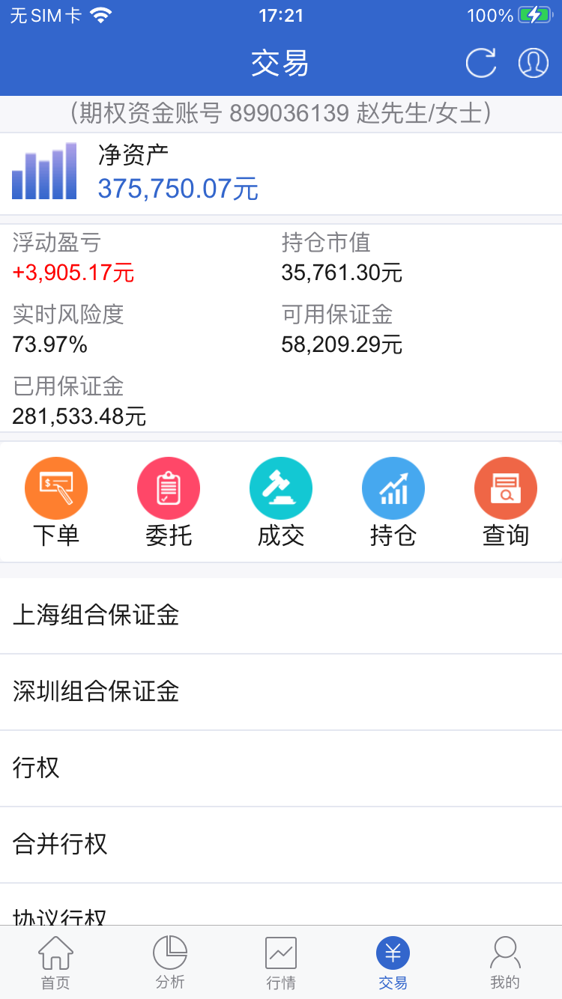 无SIM卡 17:21 100%
交易
(期权资金账号 899036139 赵先生/女士)
净资产
375,750.07元
浮动盈亏 持仓市值
+3,905.17元 35,761.30元
实时风险度 可用保证金
73.97% 58,209.29元
已用保证金
281,533.48元
下单 委托 成交 持仓 查询
上海组合保证金
深圳组合保证金
行权
合并行权
协议行权
首页 分析 行情 交易 我的